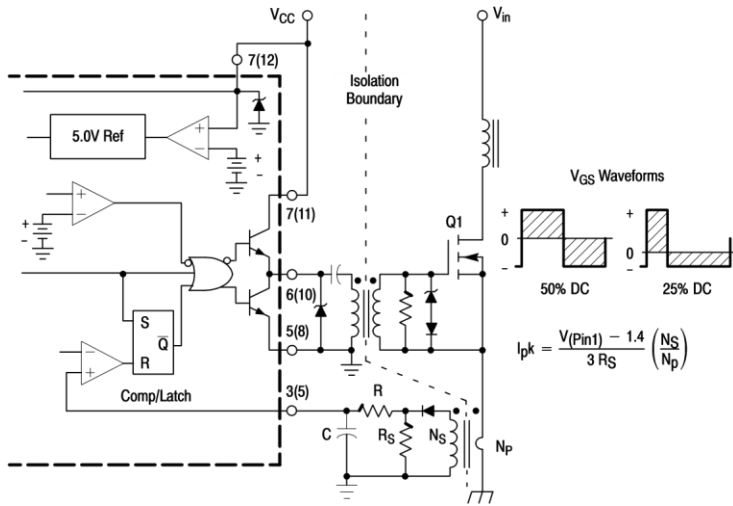 VCC
Vin
7(12)
Isolation
Boundary
5.0V Ref
+
−
+
-
+
−
+
-
7(11)
VGS Waveforms
Q1
+
0
-
+
0
-
50% DC
25% DC
6(10)
5(8)
S
Q̅
R
−
+
Comp/Latch
Ipk = V(Pin1) − 1.4 / 3 RS (NS / Np)
3(5)
R
C
RS
NS
NP